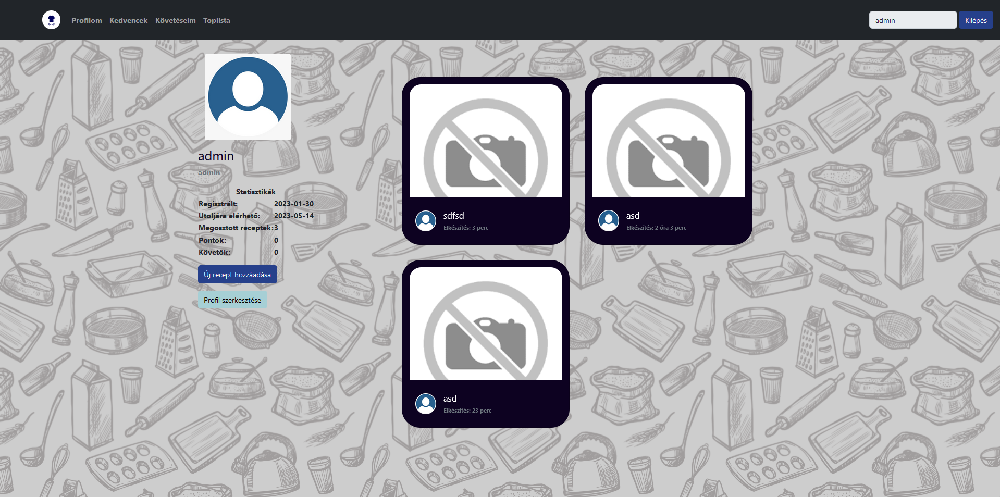 Profilom Kedvencek Követéseim Toplista admin Kilépés
admin
admin
Statisztikák
Regisztrált: 2023-01-30
Utoljára elérhető: 2023-05-14
Megosztott receptek: 3
Pontok: 0
Követők: 0
Új recept hozzáadása
Profil szerkesztése
sdfsd
Elkészítés: 3 perc
asd
Elkészítés: 2 óra 3 perc
asd
Elkészítés: 23 perc